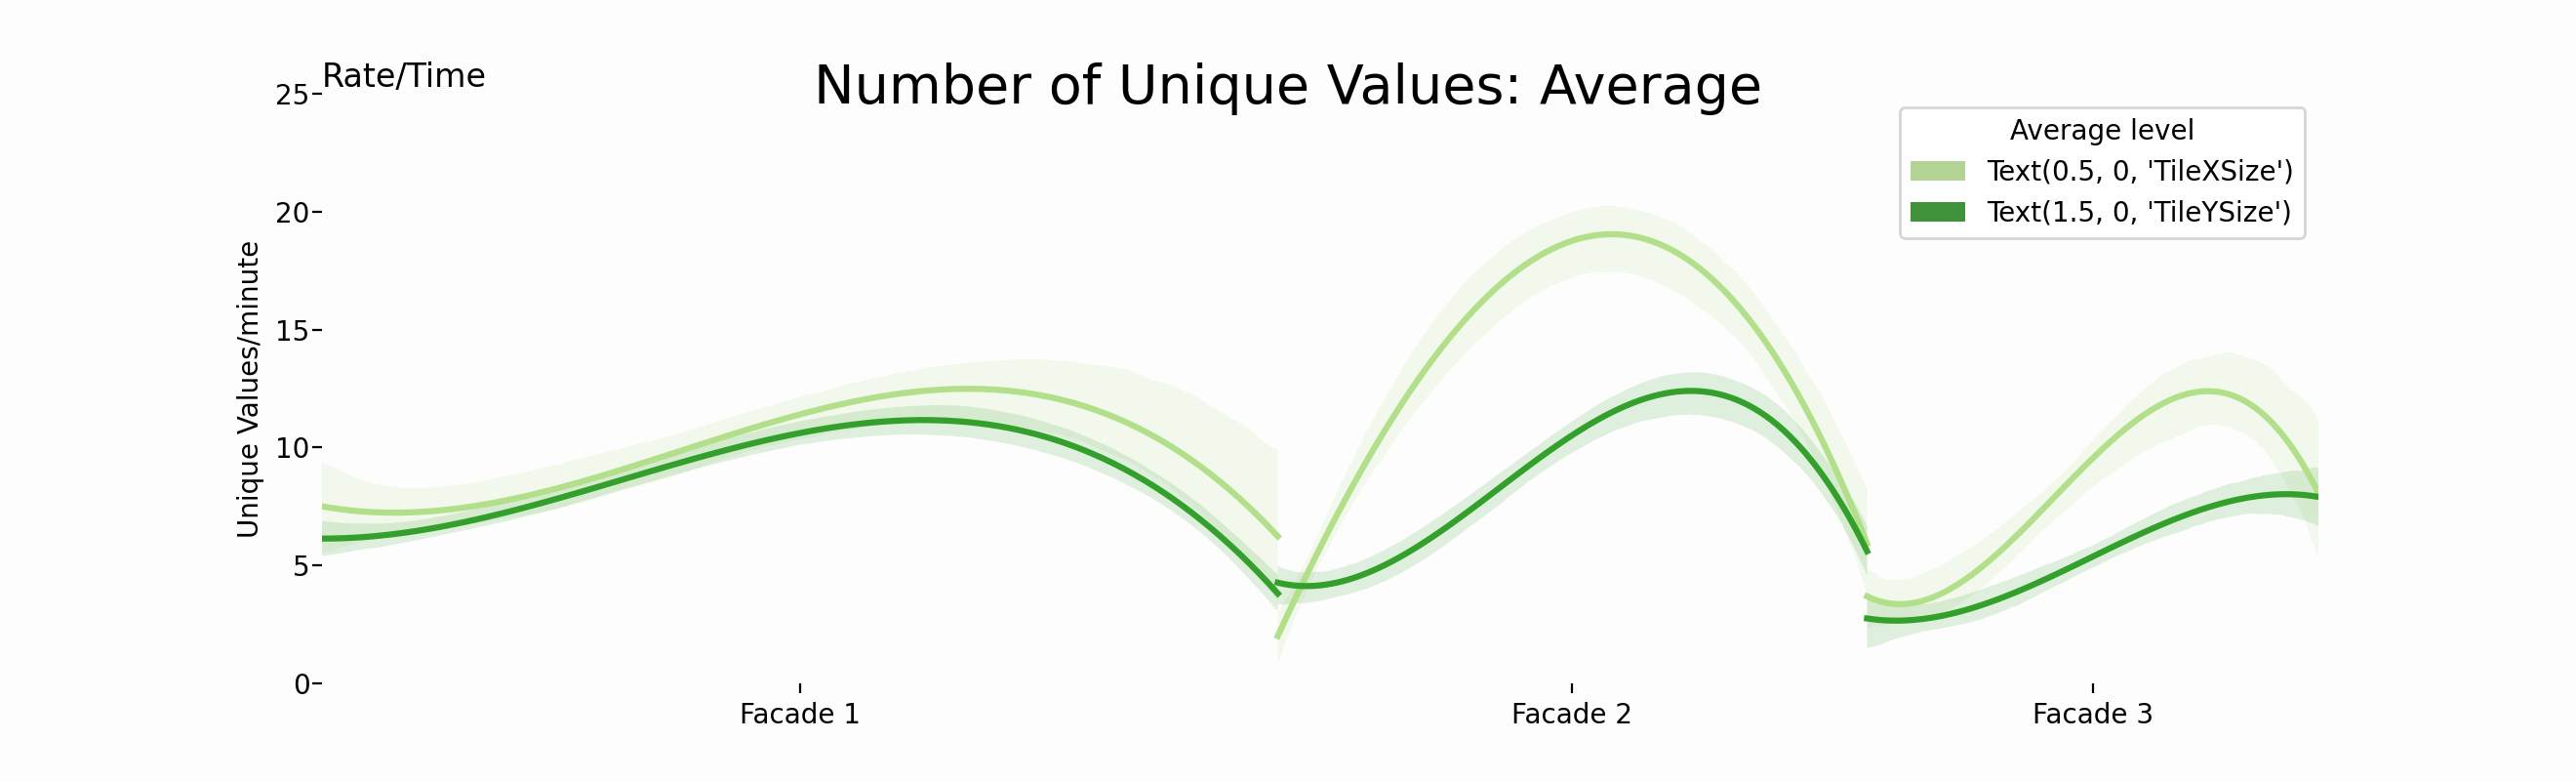 Rate/Time
Number of Unique Values: Average
Unique Values/minute
25
20
15
10
5
0
Average level
Text(0.5, 0, 'TileXSize')
Text(1.5, 0, 'TileYSize')
Facade 1
Facade 2
Facade 3